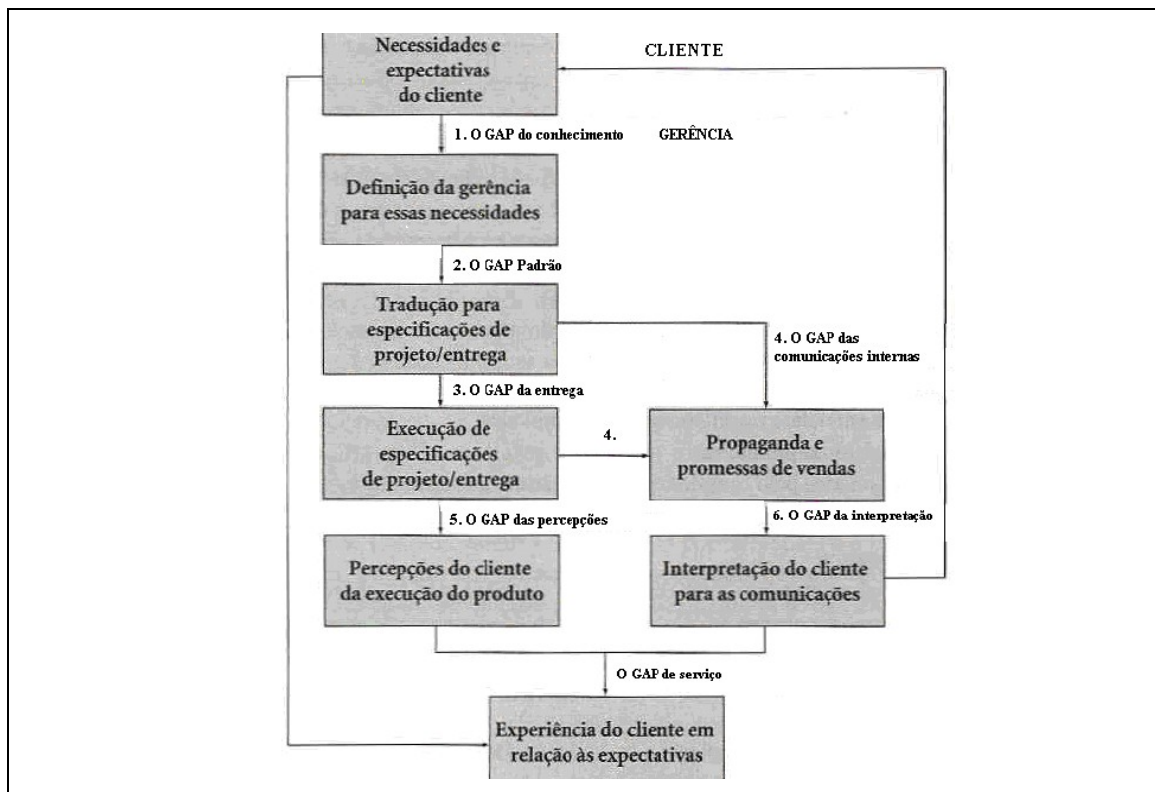 Necessidades e
expectativas
do cliente
CLIENTE
1. O GAP do conhecimento
GERÊNCIA
Definição da gerência
para essas necessidades
2. O GAP Padrão
Tradução para
especificações de
projeto/entrega
4. O GAP das
comunicações internas
3. O GAP da entrega
Execução de
especificações
de projeto/entrega
4.
Propaganda e
promessas de vendas
5. O GAP das percepções
6. O GAP da interpretação
Percepções do cliente
da execução do produto
Interpretação do cliente
para as comunicações
O GAP de serviço
Experiência do cliente em
relação às expectativas